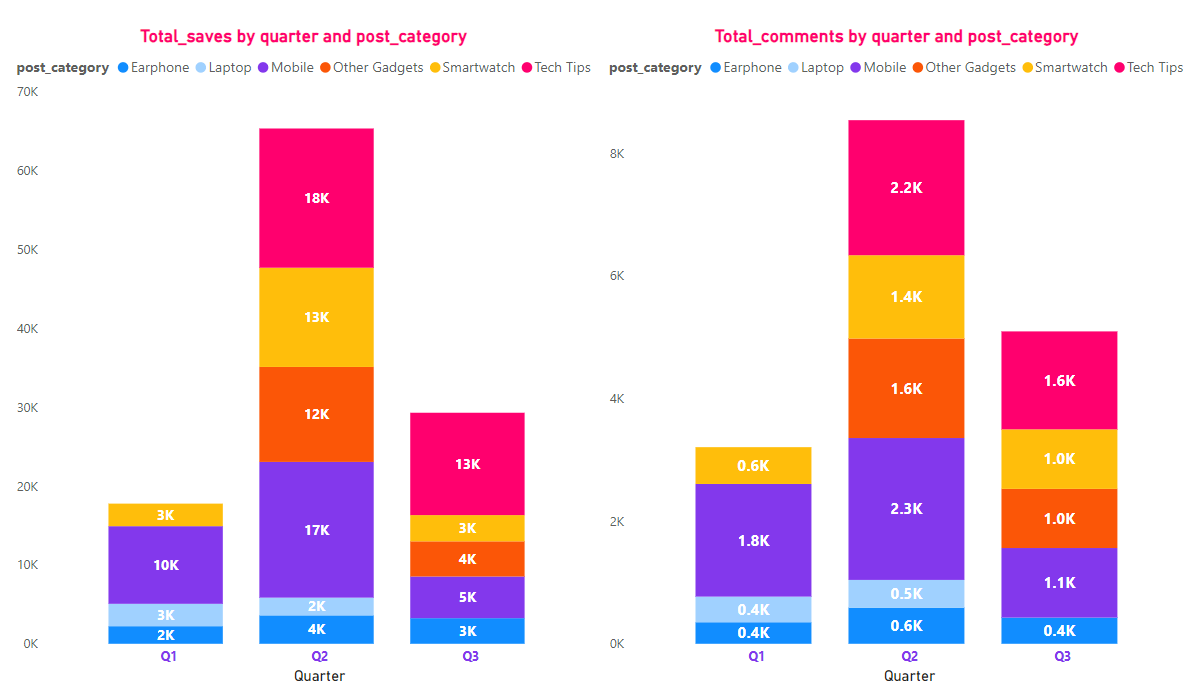 Total_saves by quarter and post_category
post_category Earphone Laptop Mobile Other Gadgets Smartwatch Tech Tips
70K
60K
50K
40K
30K
20K
10K
0K
3K
10K
3K
2K
18K
13K
12K
17K
2K
4K
13K
3K
4K
5K
3K
Q1 Q2 Q3
Quarter
Total_comments by quarter and post_category
post_category Earphone Laptop Mobile Other Gadgets Smartwatch Tech Tips
8K
6K
4K
2K
0K
0.6K
1.8K
0.4K
0.4K
2.2K
1.4K
1.6K
2.3K
0.5K
0.6K
1.6K
1.0K
1.0K
1.1K
0.4K
Q1 Q2 Q3
Quarter